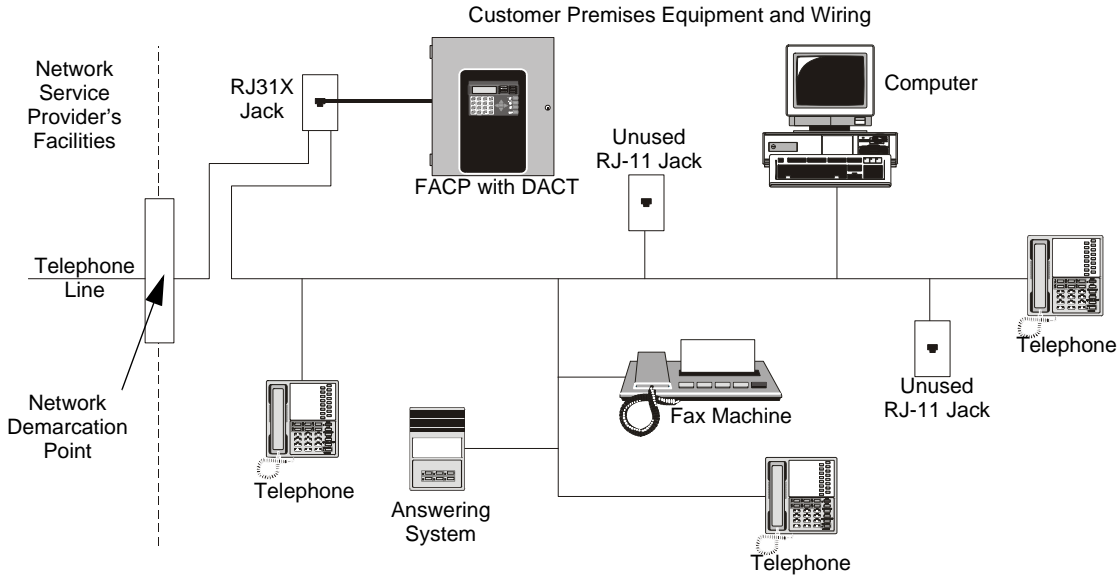 Customer Premises Equipment and Wiring
Network
Service
Provider's
Facilities
RJ31X
Jack
FACP with DACT
Unused
RJ-11 Jack
Computer
Telephone
Line
Telephone
Unused
RJ-11 Jack
Network
Demarcation
Point
Fax Machine
Telephone
Answering
System
Telephone